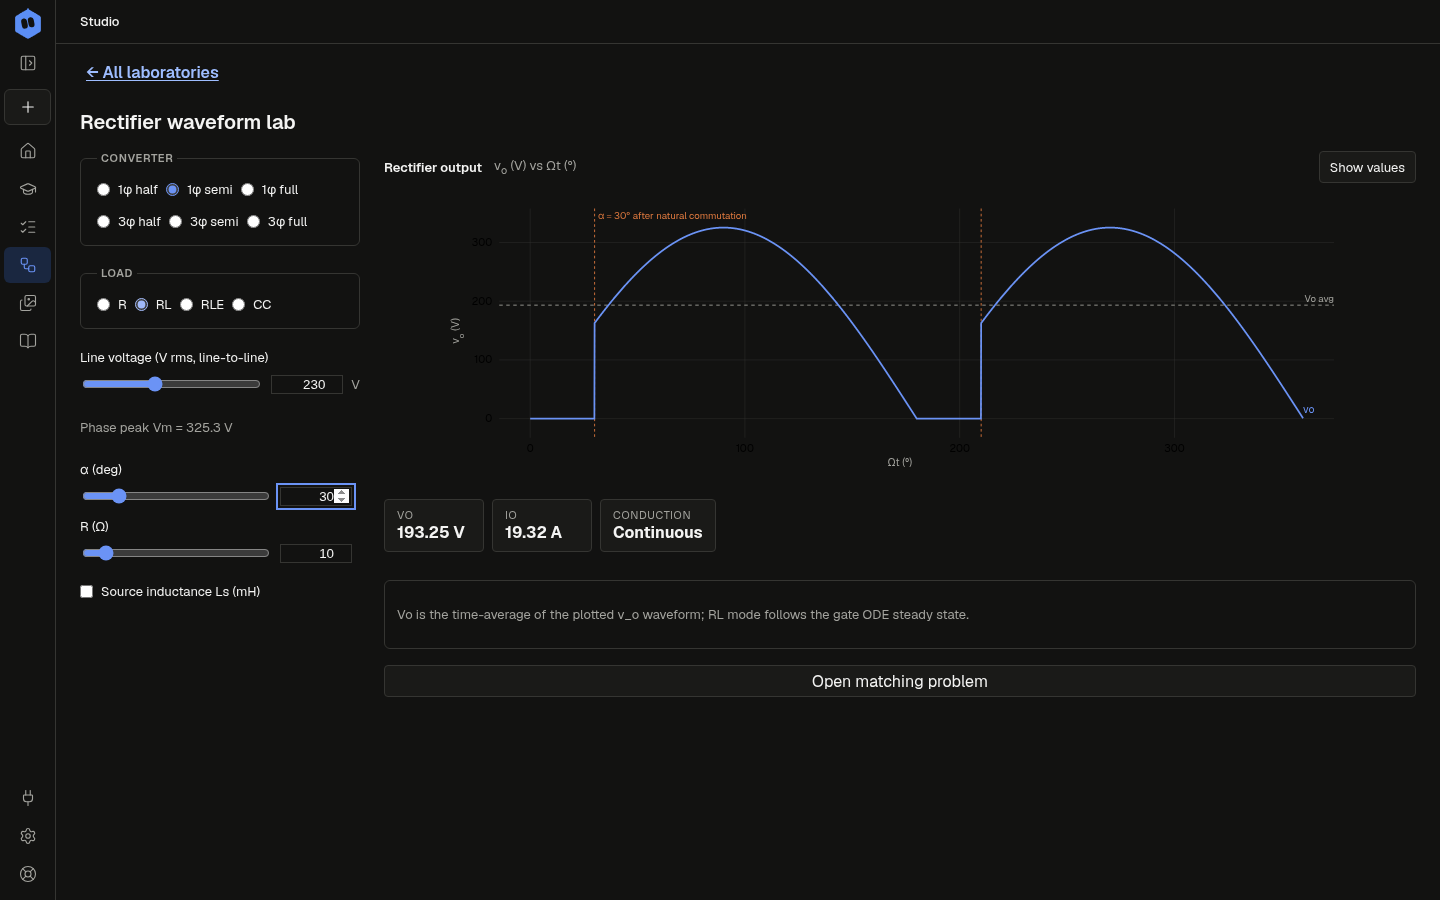 Studio
← All laboratories
Rectifier waveform lab
CONVERTER
1φ half 1φ semi 1φ full
3φ half 3φ semi 3φ full
LOAD
R RL RLE CC
Line voltage (V rms, line-to-line)
230 V
Phase peak Vm = 325.3 V
α (deg)
30
R (Ω)
10
Source inductance Ls (mH)
Rectifier output vo (V) vs Ωt (°)
Show values
α = 30° after natural commutation
300
200
100
0
vo (V)
Vo avg
vo
0 100 200 300
Ωt (°)
VO
193.25 V
IO
19.32 A
CONDUCTION
Continuous
Vo is the time-average of the plotted v_o waveform; RL mode follows the gate ODE steady state.
Open matching problem